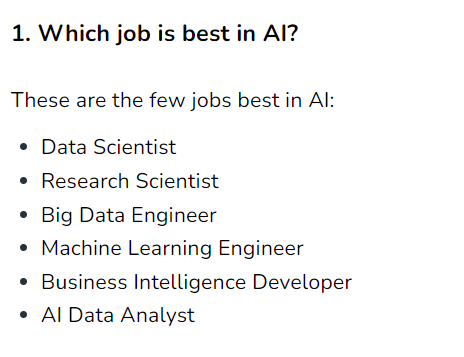 1. Which job is best in AI?
These are the few jobs best in AI:
• Data Scientist
• Research Scientist
• Big Data Engineer
• Machine Learning Engineer
• Business Intelligence Developer
• AI Data Analyst